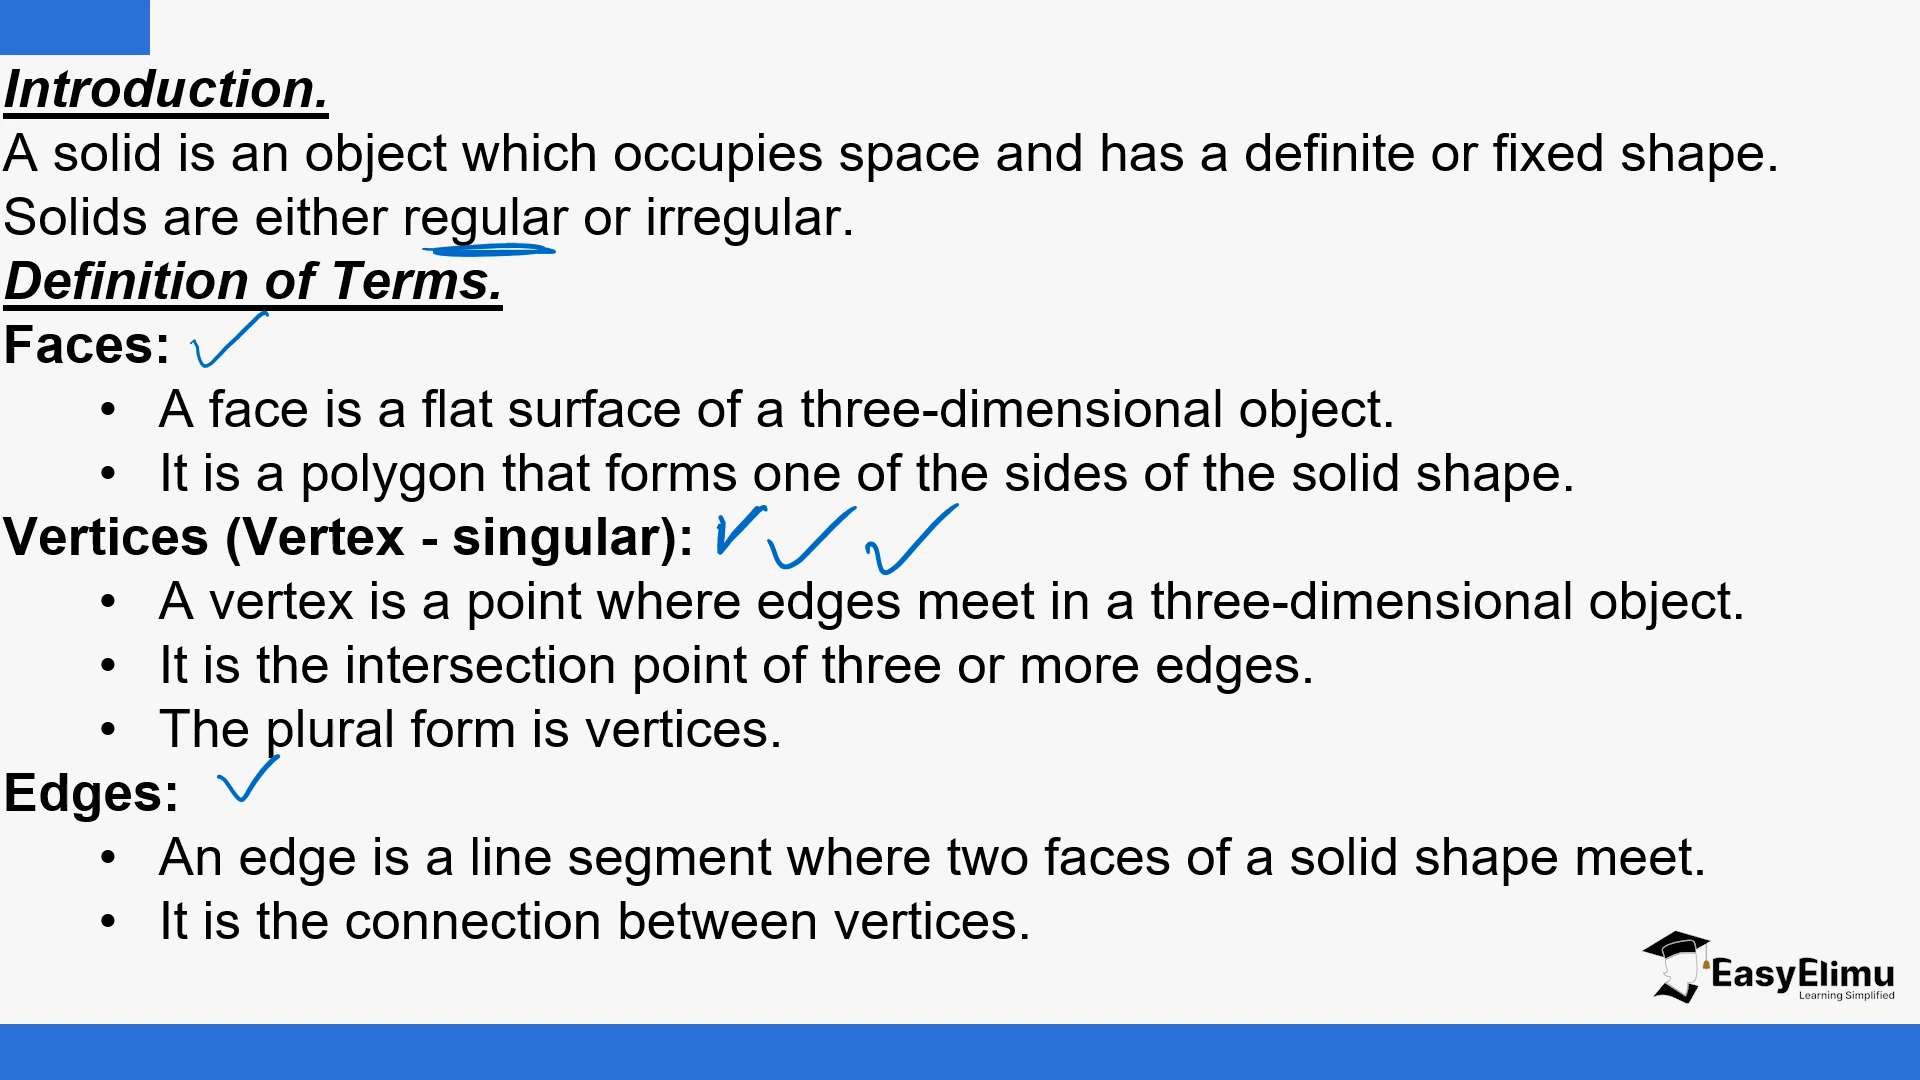 Introduction.
A solid is an object which occupies space and has a definite or fixed shape.
Solids are either regular or irregular.
Definition of Terms.
Faces:
• A face is a flat surface of a three-dimensional object.
• It is a polygon that forms one of the sides of the solid shape.
Vertices (Vertex - singular):
• A vertex is a point where edges meet in a three-dimensional object.
• It is the intersection point of three or more edges.
• The plural form is vertices.
Edges:
• An edge is a line segment where two faces of a solid shape meet.
• It is the connection between vertices.
EasyElimu
Learning Simplified